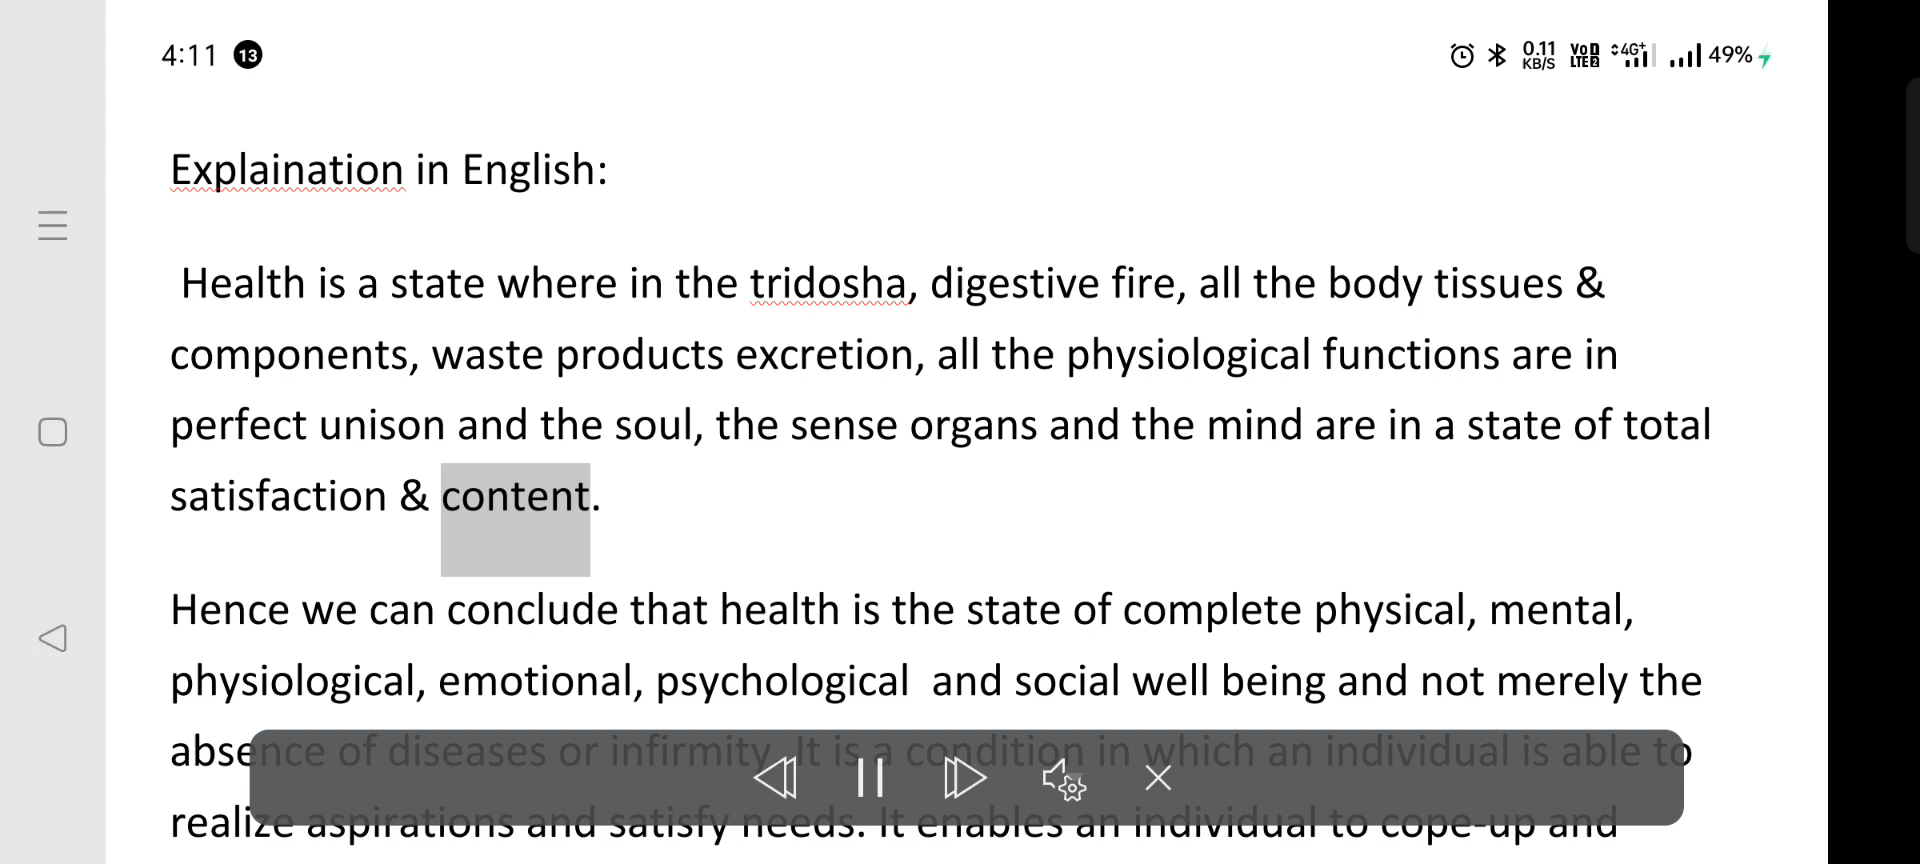 4:11 13 0.11 KB/S VoD LTE2 4G+ 49%
Explaination in English:
Health is a state where in the tridosha, digestive fire, all the body tissues &
components, waste products excretion, all the physiological functions are in
perfect unison and the soul, the sense organs and the mind are in a state of total
satisfaction & content.
Hence we can conclude that health is the state of complete physical, mental,
physiological, emotional, psychological  and social well being and not merely the
absence of diseases or infirmity. It is a condition in which an individual is able to
realize aspirations and satisfy needs. It enables an individual to cope-up and